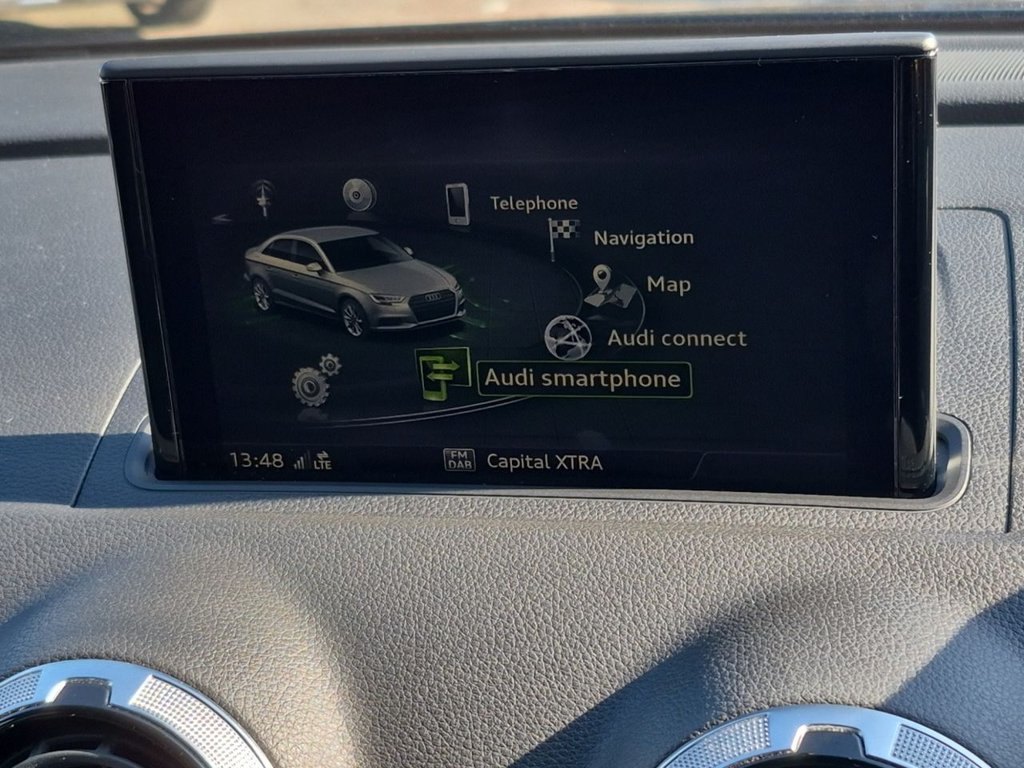 Telephone
Navigation
Map
Audi connect
Audi smartphone
13:48 LTE
FM
DAB
Capital XTRA